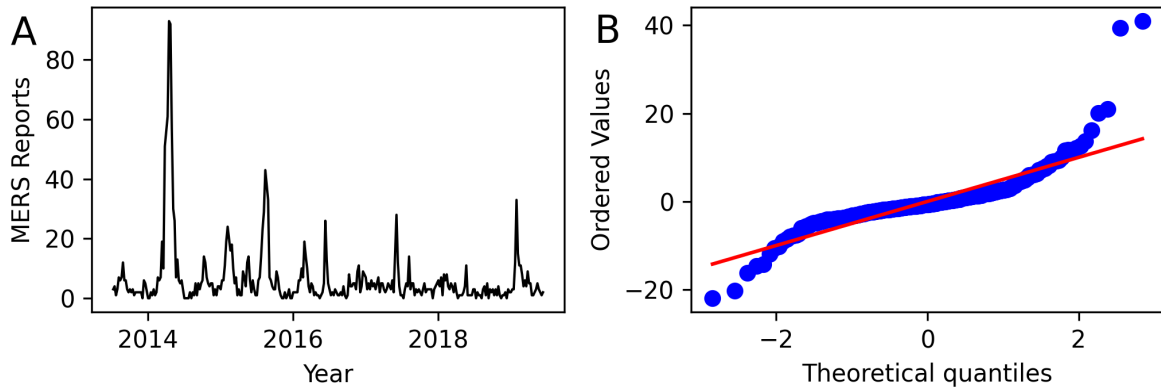 A
MERS Reports
80
60
40
20
0
2014 2016 2018
Year
B
Ordered Values
40
20
0
−20
−2 0 2
Theoretical quantiles